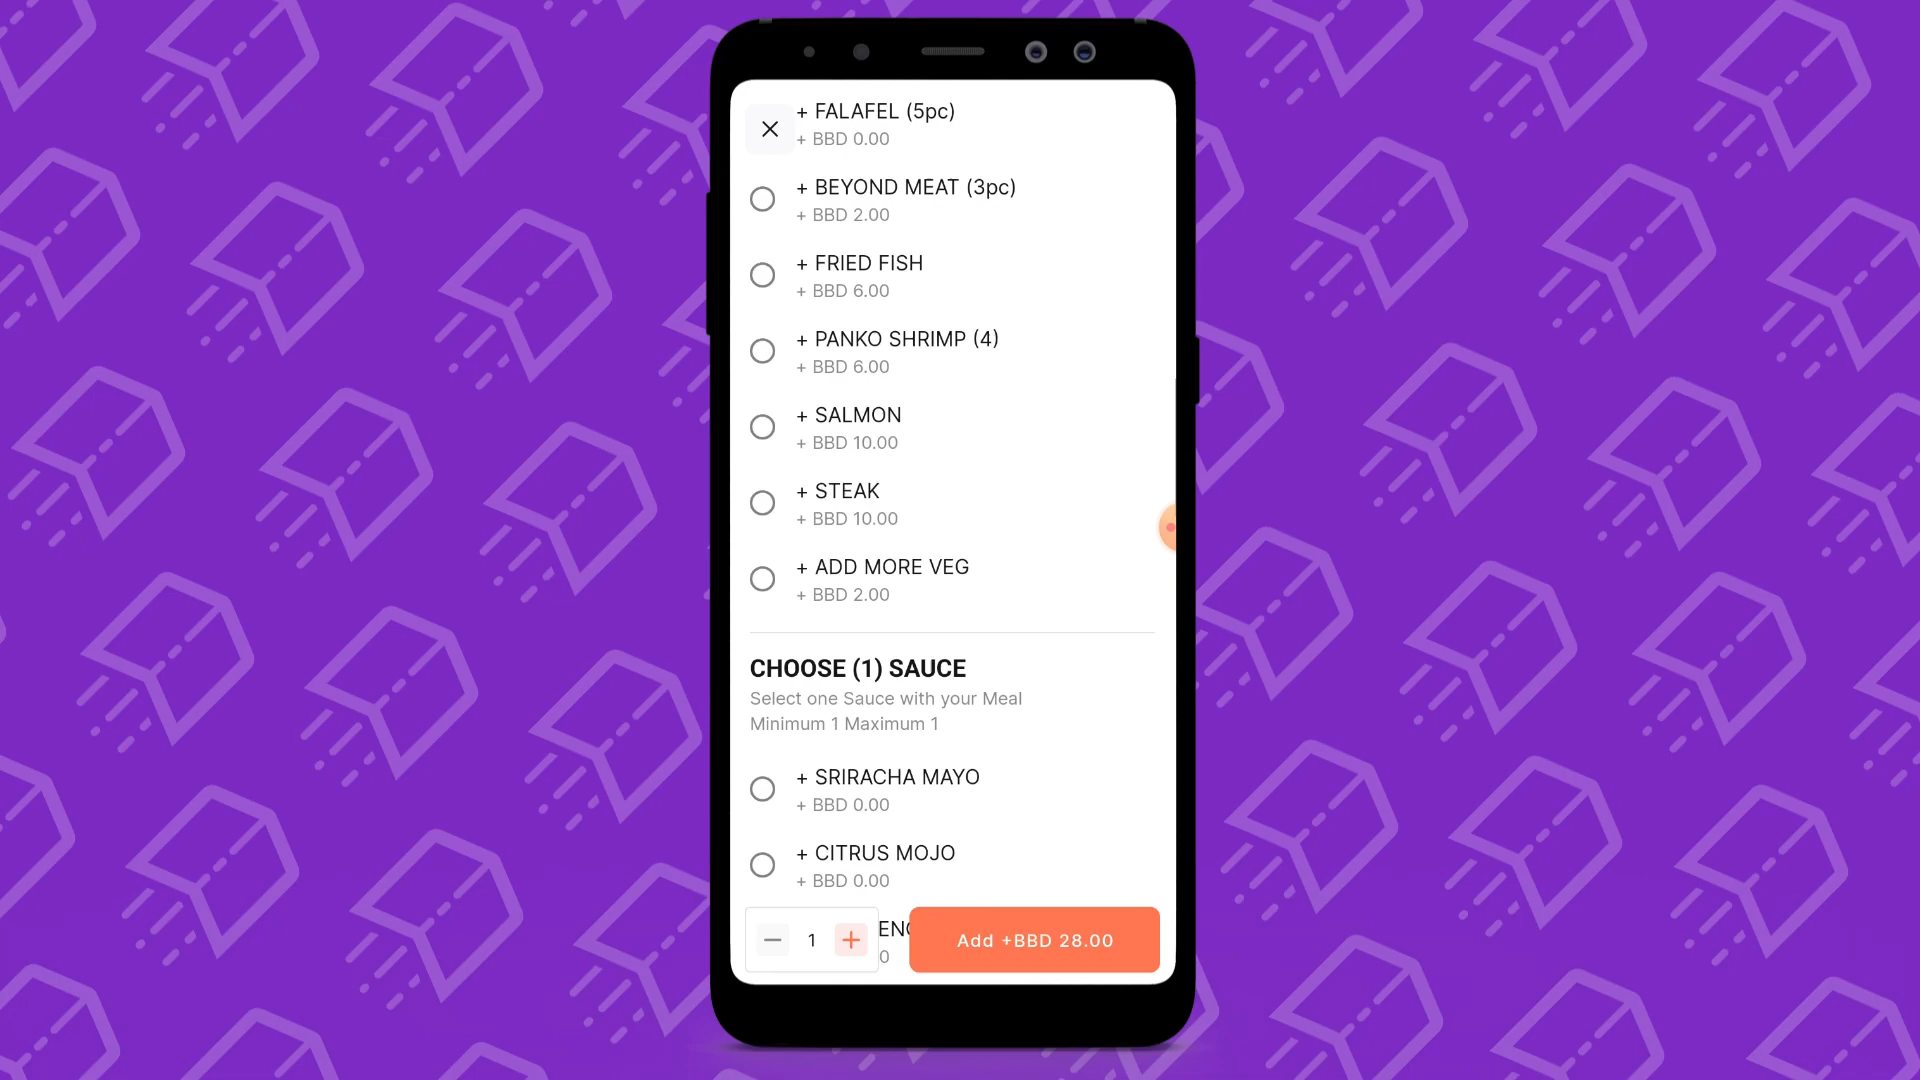 + FALAFEL (5pc)
+ BBD 0.00
+ BEYOND MEAT (3pc)
+ BBD 2.00
+ FRIED FISH
+ BBD 6.00
+ PANKO SHRIMP (4)
+ BBD 6.00
+ SALMON
+ BBD 10.00
+ STEAK
+ BBD 10.00
+ ADD MORE VEG
+ BBD 2.00
CHOOSE (1) SAUCE
Select one Sauce with your Meal
Minimum 1 Maximum 1
+ SRIRACHA MAYO
+ BBD 0.00
+ CITRUS MOJO
+ BBD 0.00
1
Add +BBD 28.00